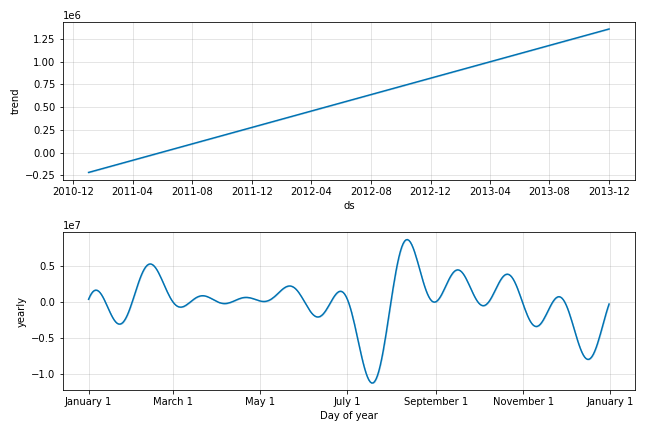 1e6
1.25
1.00
0.75
0.50
0.25
0.00
−0.25
trend
2010-12 2011-04 2011-08 2011-12 2012-04 2012-08 2012-12 2013-04 2013-08 2013-12
ds
1e7
0.5
0.0
−0.5
−1.0
yearly
January 1 March 1 May 1 July 1 September 1 November 1 January 1
Day of year